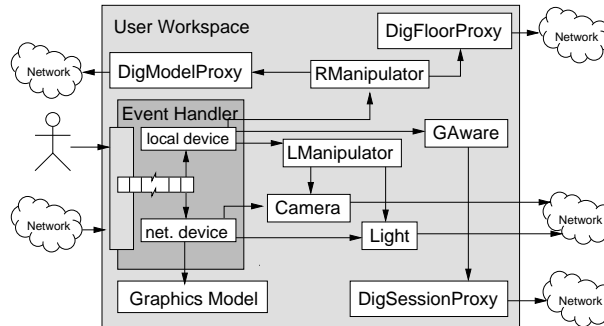 User Workspace
DigFloorProxy
Network
Network
DigModelProxy
RManipulator
Event Handler
local device
GAware
LManipulator
Camera
Network
Network
net. device
Light
Graphics Model
DigSessionProxy
Network